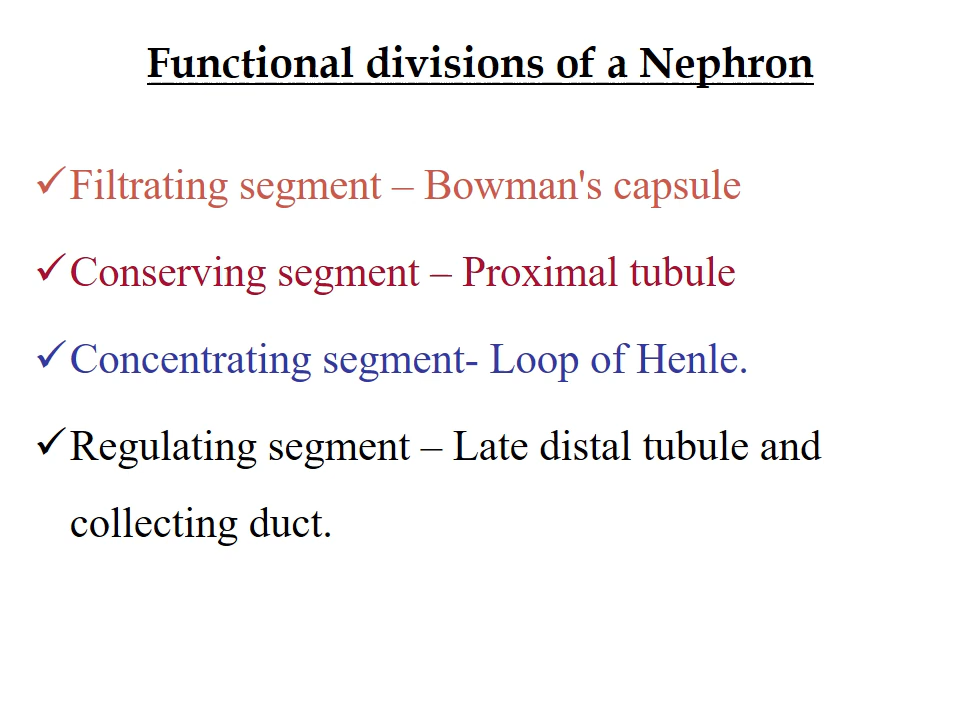 Functional divisions of a Nephron
✓Filtrating segment – Bowman's capsule
✓Conserving segment – Proximal tubule
✓Concentrating segment- Loop of Henle.
✓Regulating segment – Late distal tubule and
collecting duct.